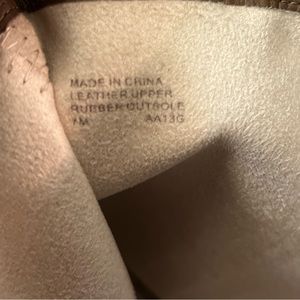 MADE IN CHINA
LEATHER UPPER
RUBBER OUTSOLE
7M AA13G